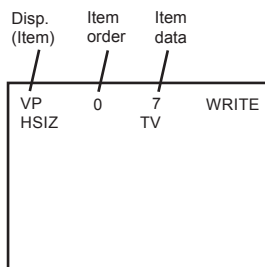 Disp. Item Item
(Item) order data
VP 0 7 WRITE
HSIZ TV